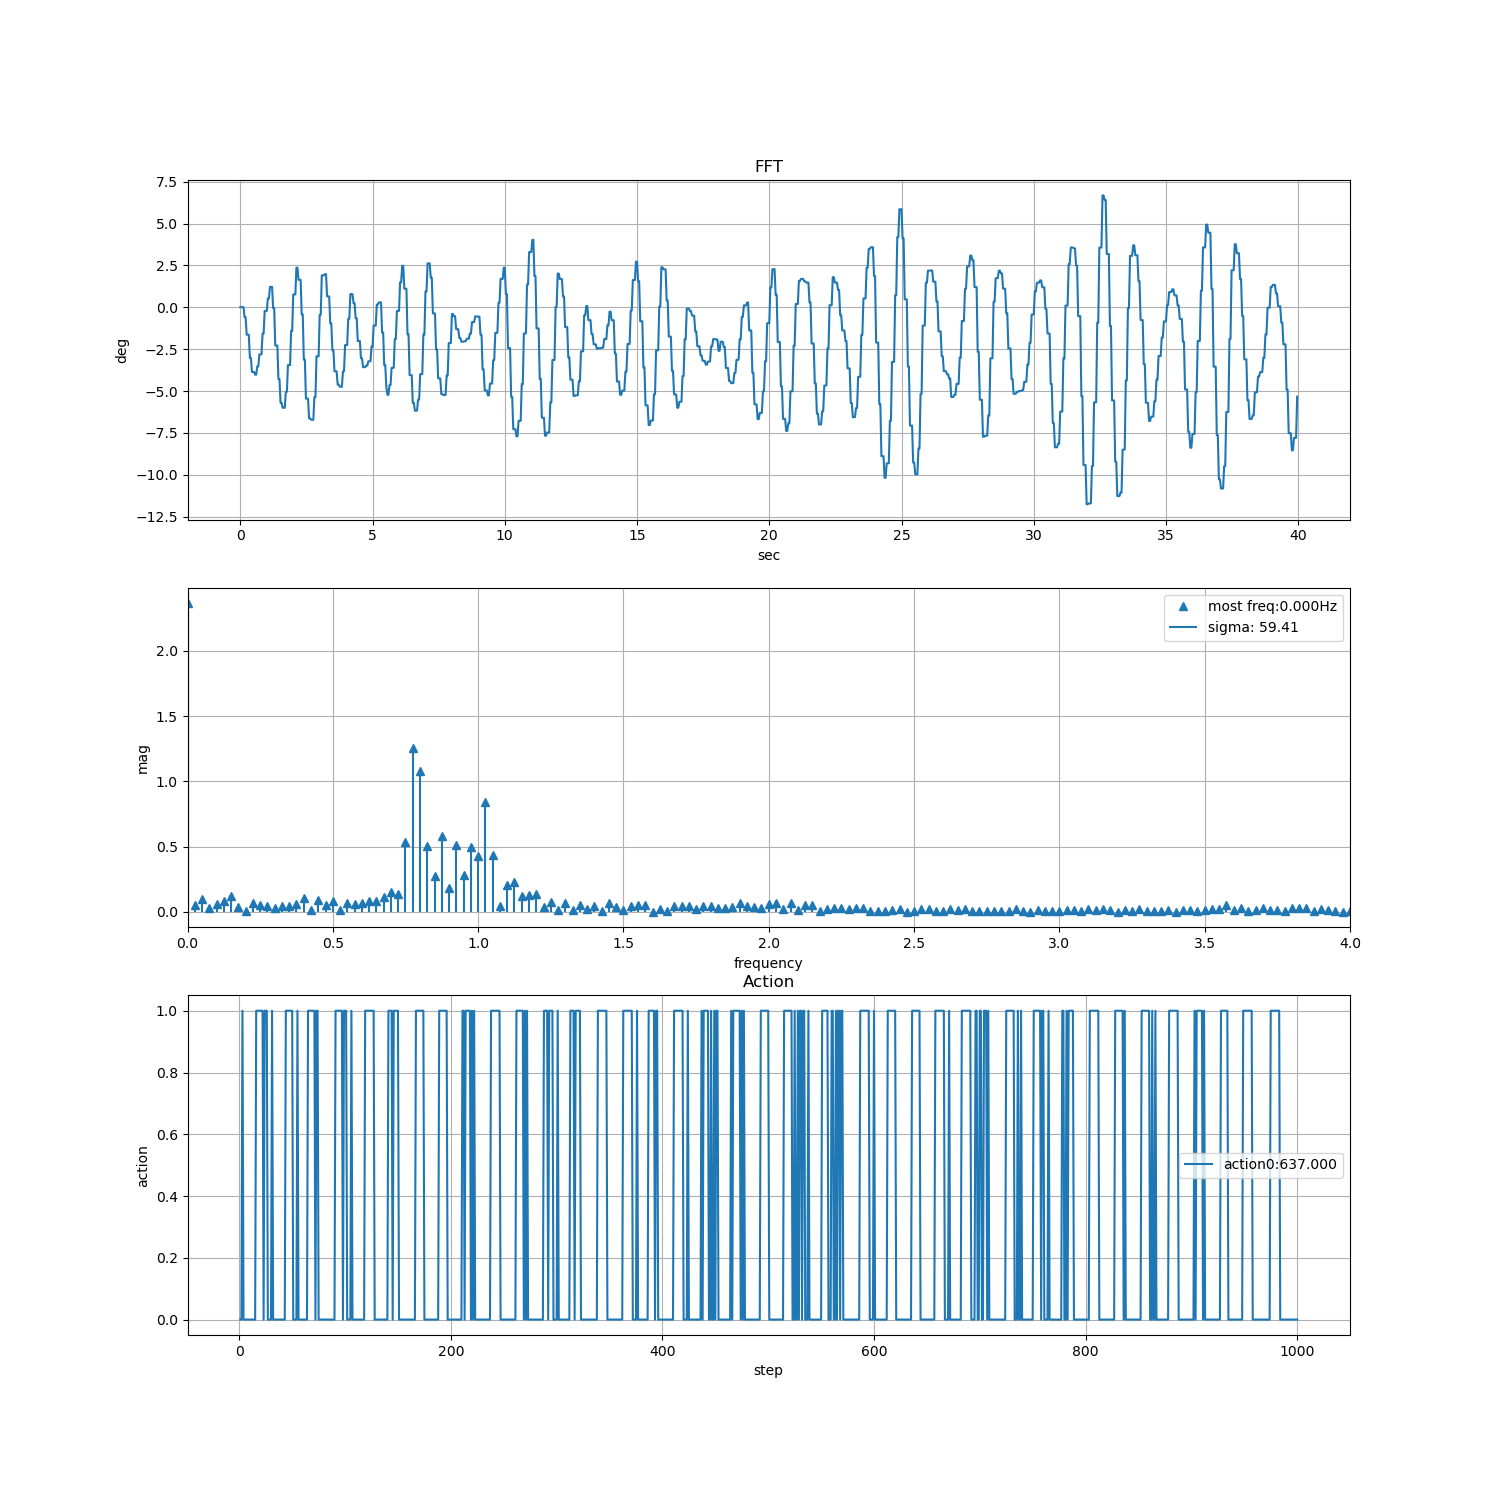 FFT
7.5
5.0
2.5
0.0
−2.5
−5.0
−7.5
−10.0
−12.5
deg
0 5 10 15 20 25 30 35 40
sec
most freq:0.000Hz
sigma: 59.41
2.0
1.5
1.0
0.5
0.0
mag
0.0 0.5 1.0 1.5 2.0 2.5 3.0 3.5 4.0
frequency
Action
1.0
0.8
0.6
0.4
0.2
0.0
action
action0:637.000
0 200 400 600 800 1000
step